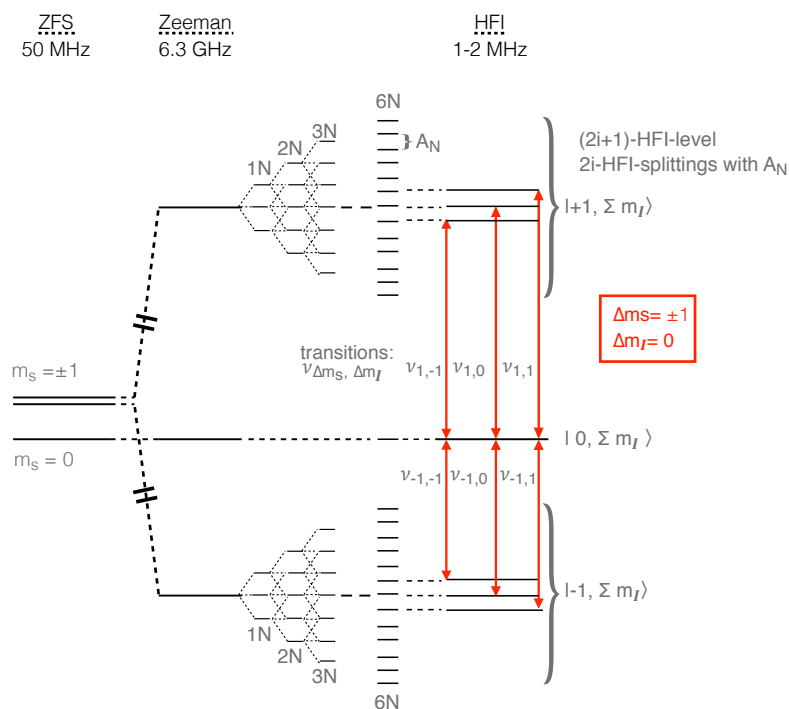 ZFS
50 MHz
Zeeman
6.3 GHz
HFI
1-2 MHz
6N
3N
2N
1N
} A_N
(2i+1)-HFI-level
2i-HFI-splittings with A_N
|+1, Σ m_I⟩
Δms= ±1
Δm_I= 0
transitions:
ν_Δm_s, Δm_I
ν_1,-1
ν_1,0
ν_1,1
m_s = ±1
m_s = 0
| 0, Σ m_I ⟩
ν_-1,-1
ν_-1,0
ν_-1,1
|-1, Σ m_I⟩
1N
2N
3N
6N